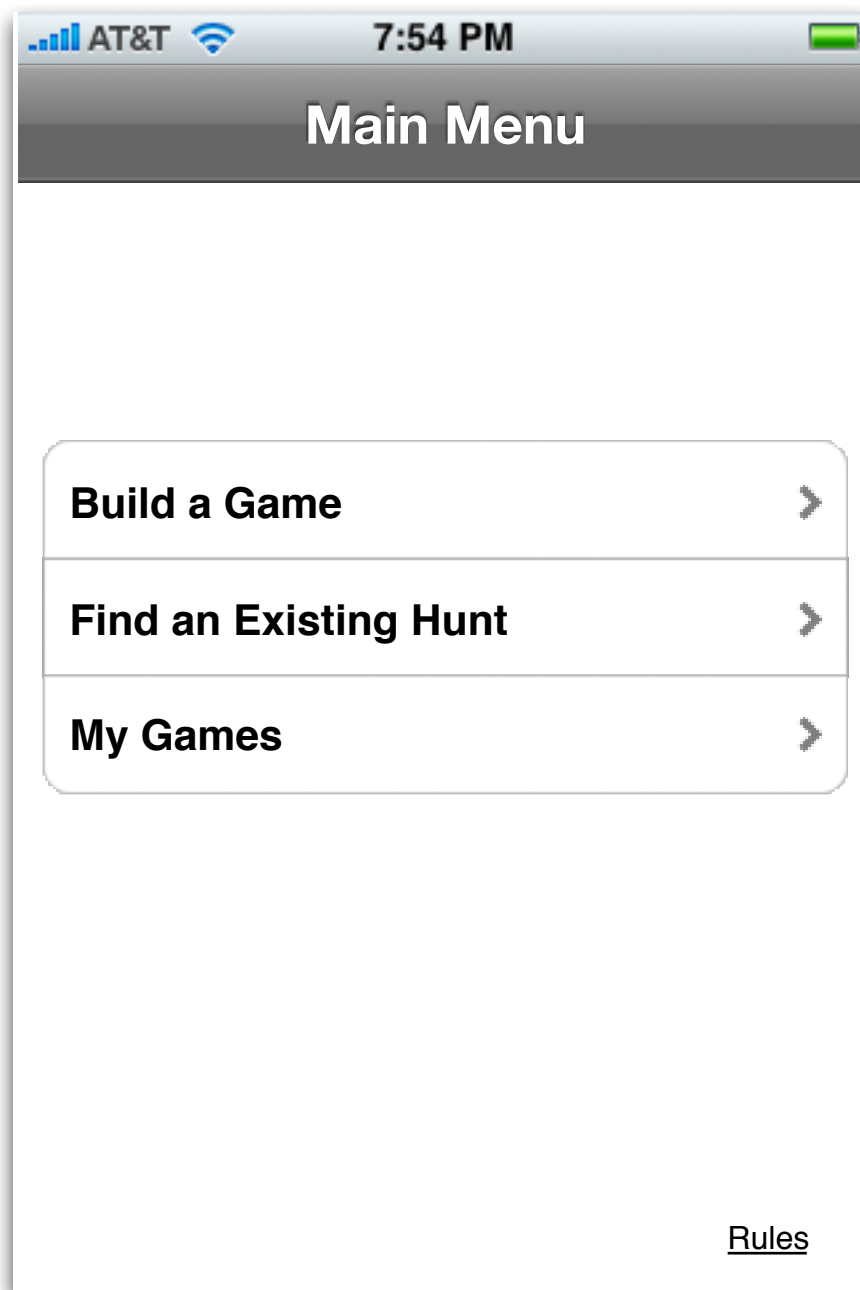 AT&T 7:54 PM
Main Menu
Build a Game
Find an Existing Hunt
My Games
Rules